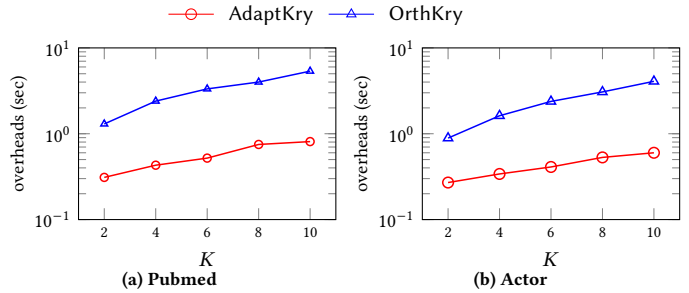 AdaptKry OrthKry
10^1 10^1
overheads (sec) overheads (sec)
10^0 10^0
10^−1 10^−1
2 4 6 8 10 2 4 6 8 10
K K
(a) Pubmed (b) Actor